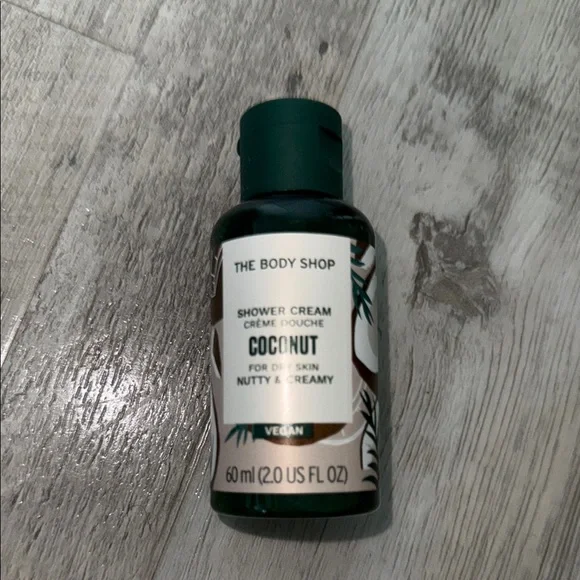 THE BODY SHOP
SHOWER CREAM
CRÈME DOUCHE
COCONUT
FOR DRY SKIN
NUTTY & CREAMY
VEGAN
60 ml (2.0 US FL OZ)